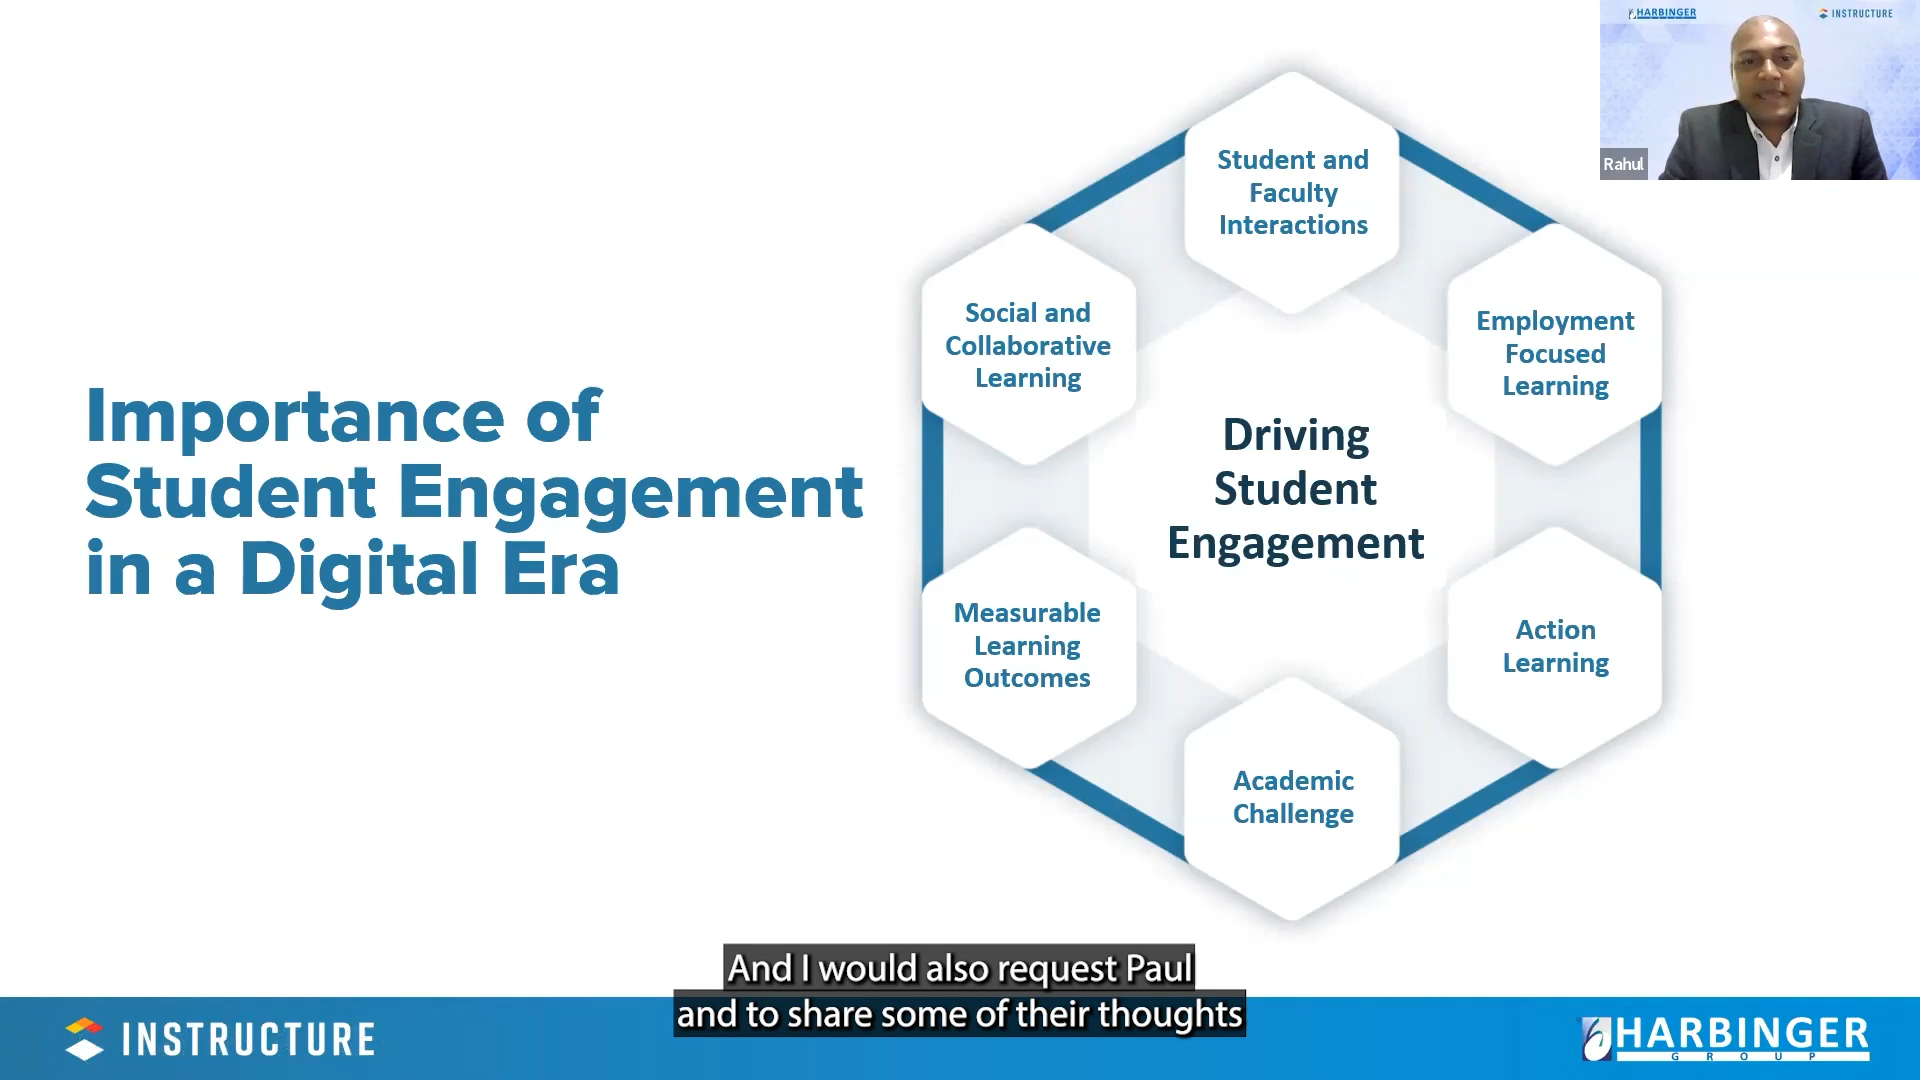 HARBINGER
INSTRUCTURE
Rahul
Importance of
Student Engagement
in a Digital Era
Student and
Faculty
Interactions
Social and
Collaborative
Learning
Employment
Focused
Learning
Driving
Student
Engagement
Measurable
Learning
Outcomes
Action
Learning
Academic
Challenge
And I would also request Paul
and to share some of their thoughts
INSTRUCTURE
HARBINGER
GROUP